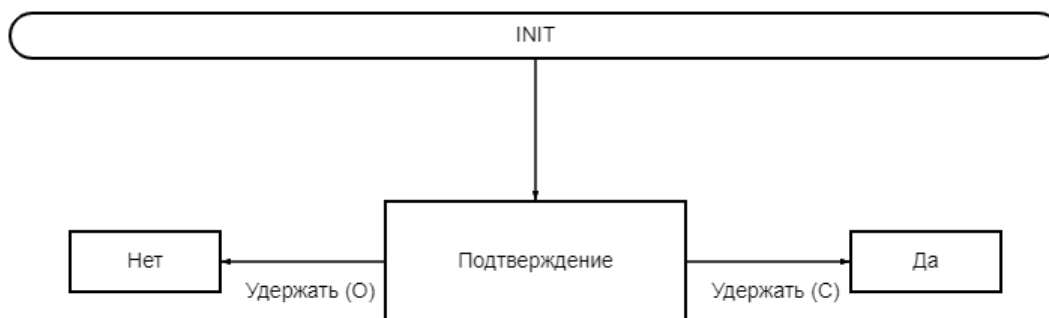 INIT
Нет
Подтверждение
Да
Удержать (O)
Удержать (C)